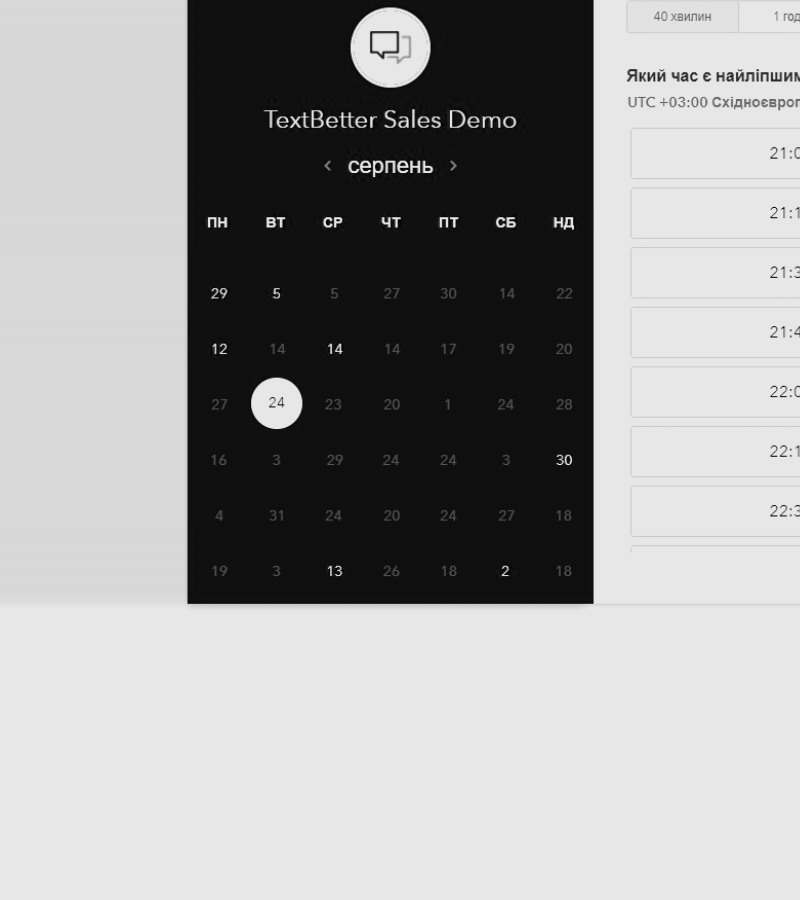 TextBetter Sales Demo
серпень
ПН ВТ СР ЧТ ПТ СБ НД
29 5 5 27 30 14 22
12 14 14 14 17 19 20
27 24 23 20 1 24 28
16 3 29 24 24 3 30
4 31 24 20 24 27 18
19 3 13 26 18 2 18
40 хвилин 1 год
Який час є найліпшим
UTC +03:00 Східноєвроп
21:0
21:1
21:3
21:4
22:0
22:1
22:3